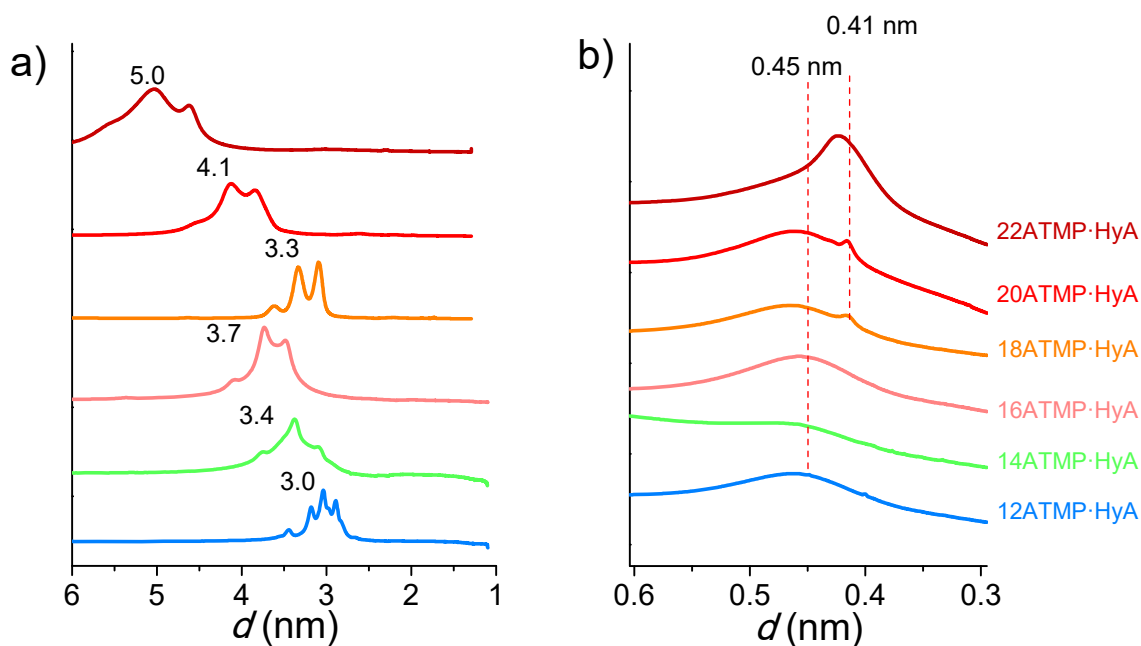 a)
5.0
4.1
3.3
3.7
3.4
3.0
6 5 4 3 2 1
d (nm)
b)
0.41 nm
0.45 nm
22ATMP·HyA
20ATMP·HyA
18ATMP·HyA
16ATMP·HyA
14ATMP·HyA
12ATMP·HyA
0.6 0.5 0.4 0.3
d (nm)